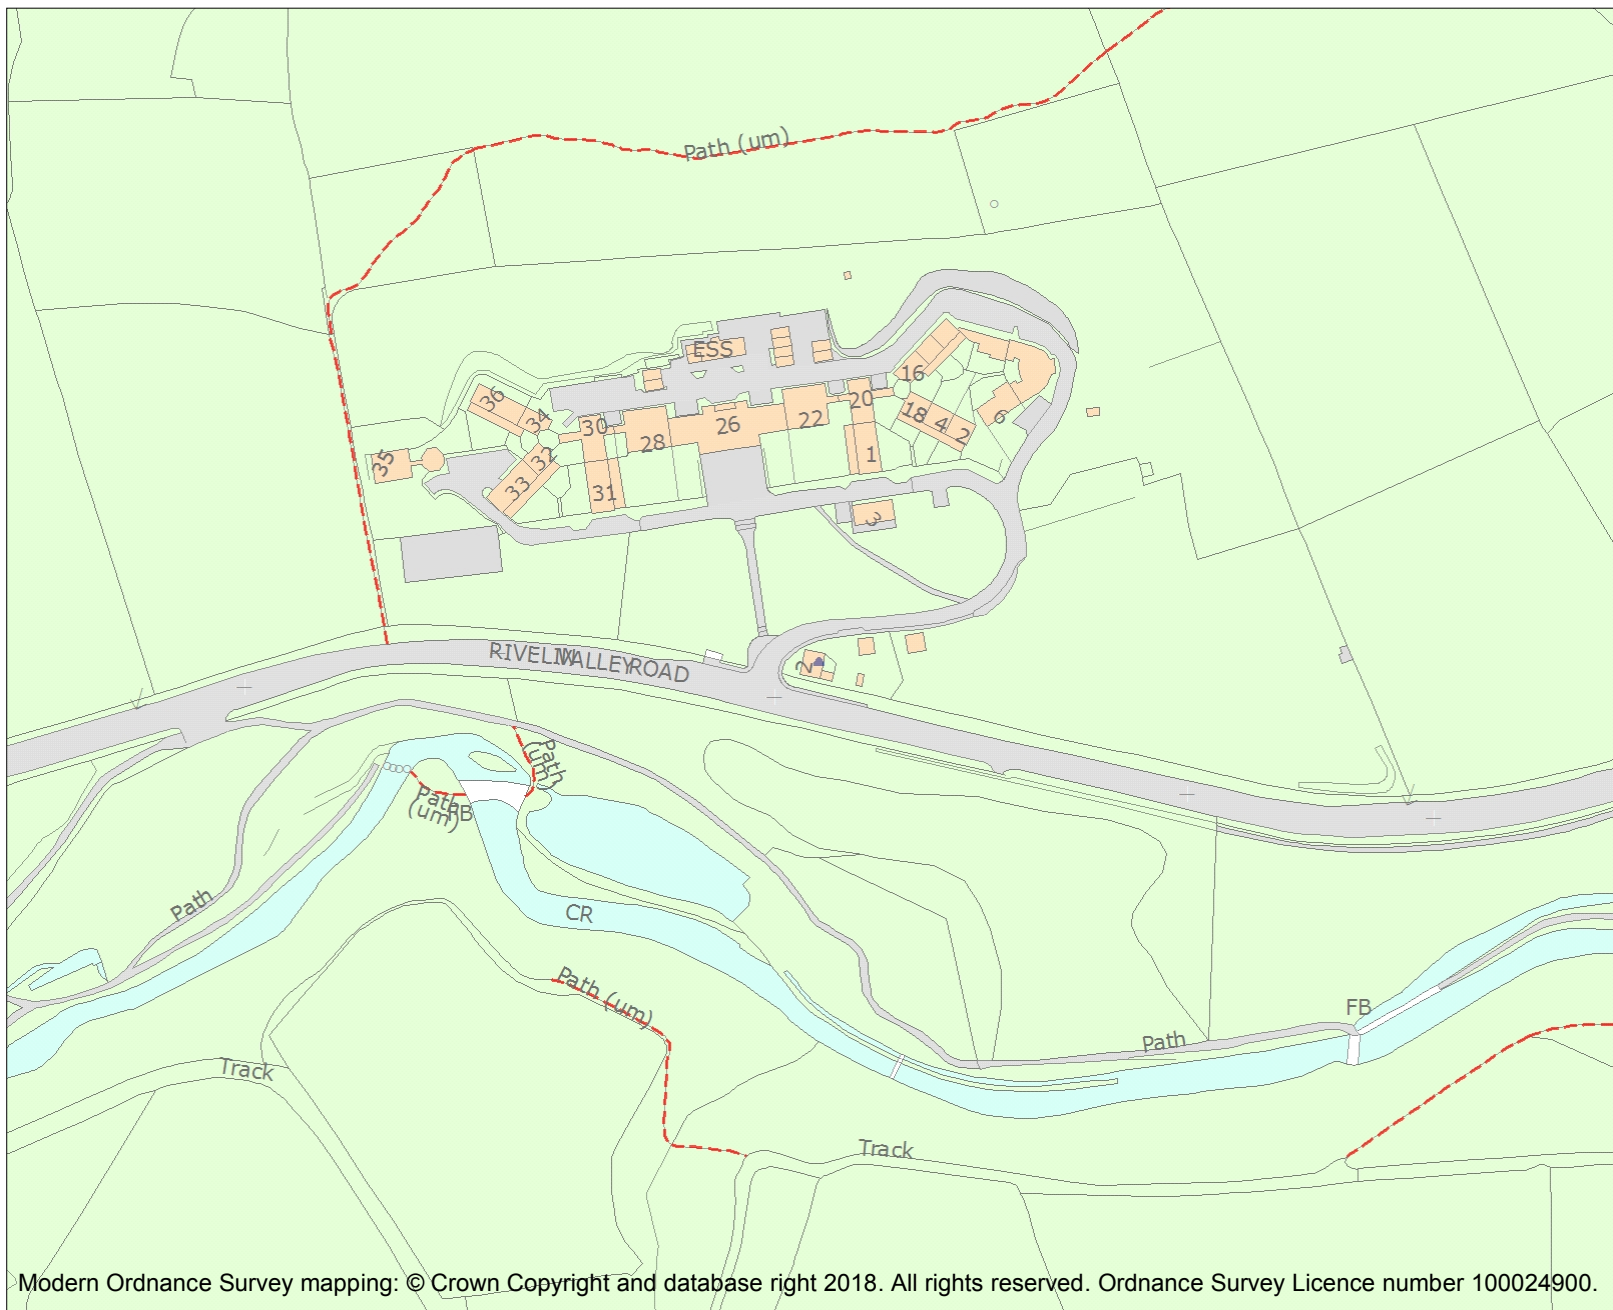 Path (um)
ESS
16
36
34
30
28
26
22
20
18
4
2
6
35
33
32
31
1
3
2
RIVELIN VALLEY ROAD
Path (um)
Path (um)
FB
Path
CR
Path (um)
FB
Path
Track
Track
Modern Ordnance Survey mapping: © Crown Copyright and database right 2018. All rights reserved. Ordnance Survey Licence number 100024900.